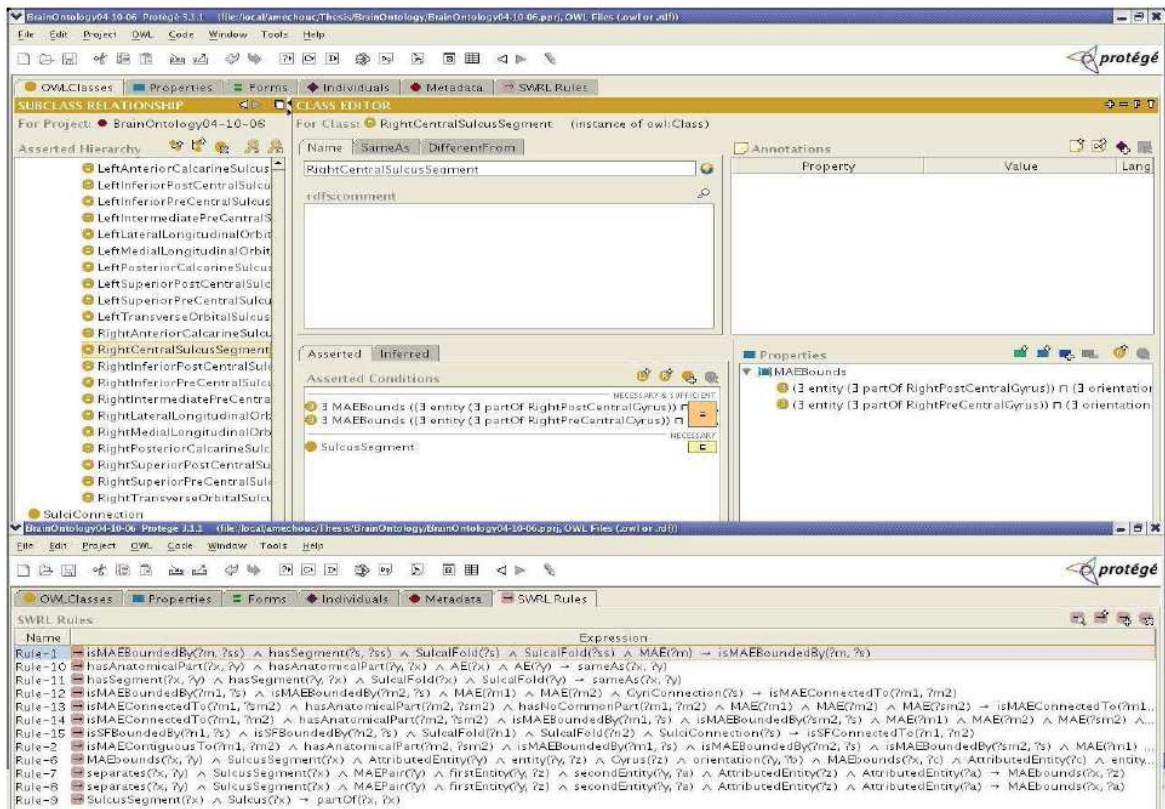 BrainOntology04-10-06 Protégé 3.1.1 (file:/local/amechouc/Thesis/BrainOntology/BrainOntology04-10-06.pprj, OWL Files (.owl or .rdf))
File Edit Project OWL Code Window Tools Help
protégé
OWLClasses Properties Forms Individuals Metadata SWRL Rules
SUBCLASS RELATIONSHIP
CLASS EDITOR
For Project: BrainOntology04-10-06
For Class: RightCentralSulcusSegment (instance of owl:Class)
Asserted Hierarchy
Name SameAs DifferentFrom
Annotations
Property Value Lang
RightCentralSulcusSegment
rdfs:comment
LeftAnteriorCalcarineSulcus
LeftInferiorPostCentralSulcu
LeftInferiorPreCentralSulcus
LeftIntermediatePreCentralS
LeftLateralLongitudinalOrbit
LeftMedialLongitudinalOrbit
LeftPosteriorCalcarineSulcus
LeftSuperiorPostCentralSulc
LeftSuperiorPreCentralSulcu
LeftTransverseOrbitalSulcus
RightAnteriorCalcarineSulcu
RightCentralSulcusSegment
RightInferiorPostCentralSul
RightInferiorPreCentralSulcu
RightIntermediatePreCentra
RightLateralLongitudinalOrb
RightMedialLongitudinalOrb
RightPosteriorCalcarineSulc
RightSuperiorPostCentralSu
RightSuperiorPreCentralSul
RightTransverseOrbitalSulcu
SulciConnection
Asserted Inferred
Asserted Conditions
NECESSARY & SUFFICIENT
∃ MAEBounds ((∃ entity (∃ partOf RightPostCentralGyrus)) ⊓
∃ MAEBounds ((∃ entity (∃ partOf RightPreCentralGyrus)) ⊓
NECESSARY
SulcusSegment
Properties
MAEBounds
(∃ entity (∃ partOf RightPostCentralGyrus)) ⊓ (∃ orientation
(∃ entity (∃ partOf RightPreCentralGyrus)) ⊓ (∃ orientation
BrainOntology04-10-06 Protégé 3.1.1 (file:/local/amechouc/Thesis/BrainOntology/BrainOntology04-10-06.pprj, OWL Files (.owl or .rdf))
File Edit Project OWL Code Window Tools Help
protégé
OWLClasses Properties Forms Individuals Metadata SWRL Rules
SWRL Rules
Name Expression
Rule-1 isMAEBoundedBy(?m, ?ss) ∧ hasSegment(?s, ?ss) ∧ SulcalFold(?s) ∧ SulcalFold(?ss) ∧ MAE(?m) → isMAEBoundedBy(?m, ?s)
Rule-10 hasAnatomicalPart(?x, ?y) ∧ hasAnatomicalPart(?y, ?x) ∧ AE(?x) ∧ AE(?y) → sameAs(?x, ?y)
Rule-11 hasSegment(?x, ?y) ∧ hasSegment(?y, ?x) ∧ SulcalFold(?x) ∧ SulcalFold(?y) → sameAs(?x, ?y)
Rule-12 isMAEBoundedBy(?m1, ?s) ∧ isMAEBoundedBy(?m2, ?s) ∧ MAE(?m1) ∧ MAE(?m2) ∧ GyriConnection(?s) → isMAEConnectedTo(?m1, ?m2)
Rule-13 isMAEConnectedTo(?m1, ?sm2) ∧ hasAnatomicalPart(?m2, ?sm2) ∧ hasNoCommonPart(?m1, ?m2) ∧ MAE(?m1) ∧ MAE(?m2) ∧ MAE(?sm2) → isMAEConnectedTo(?m1...
Rule-14 isMAEConnectedTo(?m1, ?m2) ∧ hasAnatomicalPart(?m2, ?sm2) ∧ isMAEBoundedBy(?m1, ?s) ∧ isMAEBoundedBy(?sm2, ?s) ∧ MAE(?m1) ∧ MAE(?m2) ∧ MAE(?sm2) ∧...
Rule-15 isSFBoundedBy(?n1, ?s) ∧ isSFBoundedBy(?n2, ?s) ∧ SulcalFold(?n1) ∧ SulcalFold(?n2) ∧ SulciConnection(?s) → isSFConnectedTo(?n1, ?n2)
Rule-2 isMAEContiguousTo(?m1, ?m2) ∧ hasAnatomicalPart(?m2, ?sm2) ∧ isMAEBoundedBy(?m1, ?s) ∧ isMAEBoundedBy(?sm2, ?s) ∧ MAE(?m1) ...
Rule-6 MAEbounds(?x, ?y) ∧ SulcusSegment(?x) ∧ AttributedEntity(?y) ∧ entity(?y, ?z) ∧ Gyrus(?z) ∧ orientation(?y, ?b) ∧ MAEbounds(?x, ?c) ∧ AttributedEntity(?c) ∧ entity...
Rule-7 separates(?x, ?y) ∧ SulcusSegment(?x) ∧ MAEPair(?y) ∧ firstEntity(?y, ?z) ∧ secondEntity(?y, ?a) ∧ AttributedEntity(?z) ∧ AttributedEntity(?a) → MAEbounds(?x, ?z)
Rule-8 separates(?x, ?y) ∧ SulcusSegment(?x) ∧ MAEPair(?y) ∧ firstEntity(?y, ?z) ∧ secondEntity(?y, ?a) ∧ AttributedEntity(?z) ∧ AttributedEntity(?a) → MAEbounds(?x, ?a)
Rule-9 SulcusSegment(?x) ∧ Sulcus(?x) → partOf(?x, ?x)